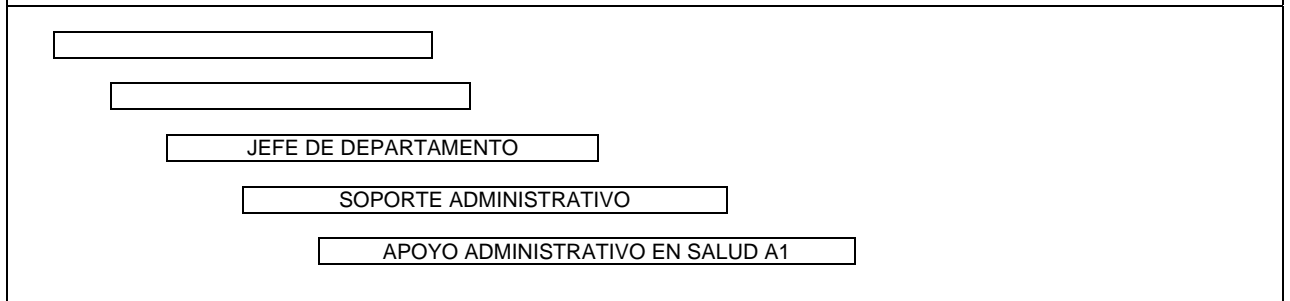 JEFE DE DEPARTAMENTO
SOPORTE ADMINISTRATIVO
APOYO ADMINISTRATIVO EN SALUD A1